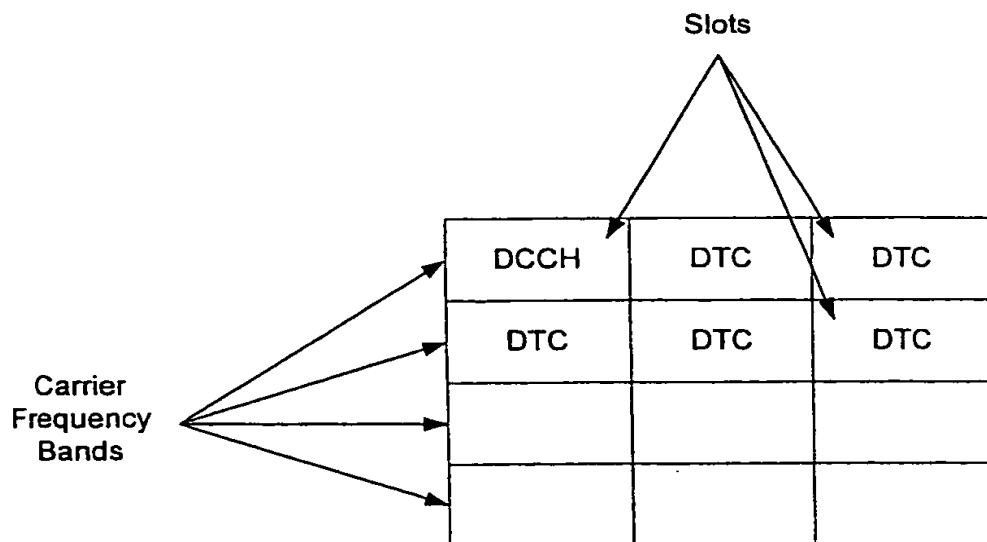 Slots
DCCH DTC DTC
DTC DTC DTC
Carrier
Frequency
Bands